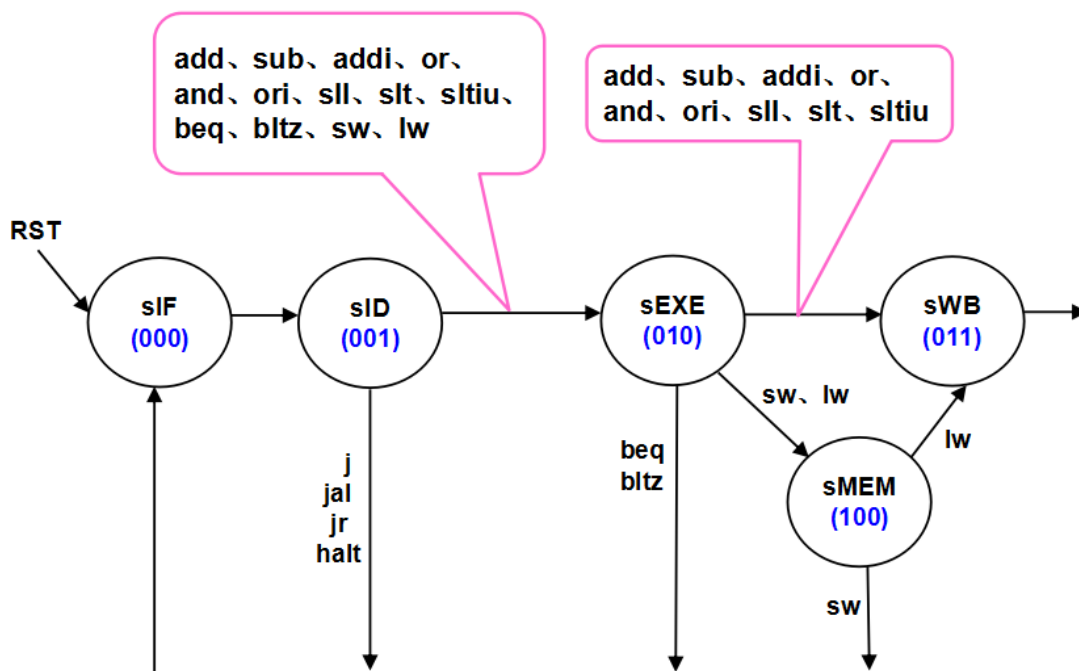 add、sub、addi、or、
and、ori、sll、slt、sltiu、
beq、bltz、sw、lw
add、sub、addi、or、
and、ori、sll、slt、sltiu
RST
sIF
(000)
sID
(001)
sEXE
(010)
sWB
(011)
sw、lw
lw
beq
bltz
j
jal
jr
halt
sMEM
(100)
sw